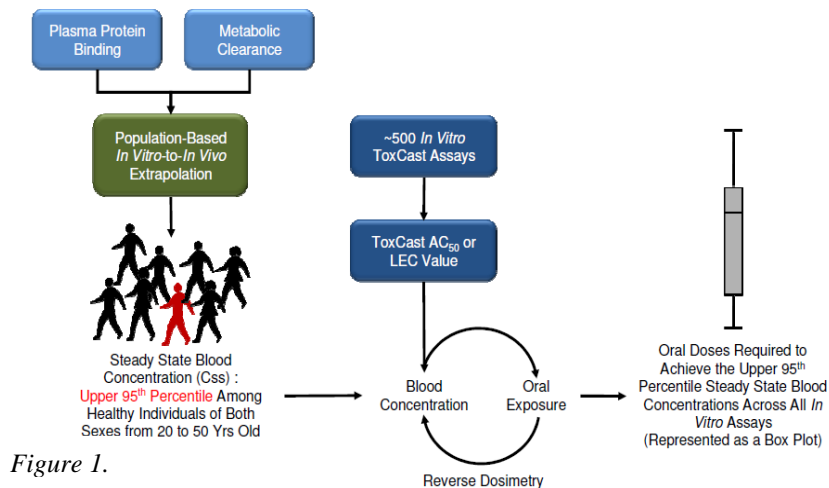 Plasma Protein
Binding
Metabolic
Clearance
Population-Based
In Vitro-to-In Vivo
Extrapolation
~500 In Vitro
ToxCast Assays
ToxCast AC50 or
LEC Value
Steady State Blood
Concentration (Css) :
Upper 95th Percentile Among
Healthy Individuals of Both
Sexes from 20 to 50 Yrs Old
Blood
Concentration
Oral
Exposure
Reverse Dosimetry
Oral Doses Required to
Achieve the Upper 95th
Percentile Steady State Blood
Concentrations Across All In
Vitro Assays
(Represented as a Box Plot)
Figure 1.